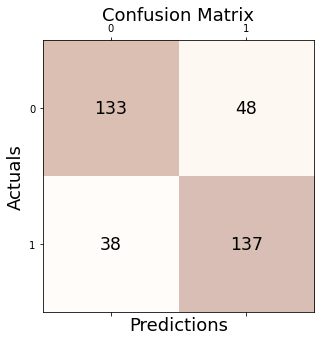 Confusion Matrix
0 1
0 133 48
Actuals
1 38 137
Predictions